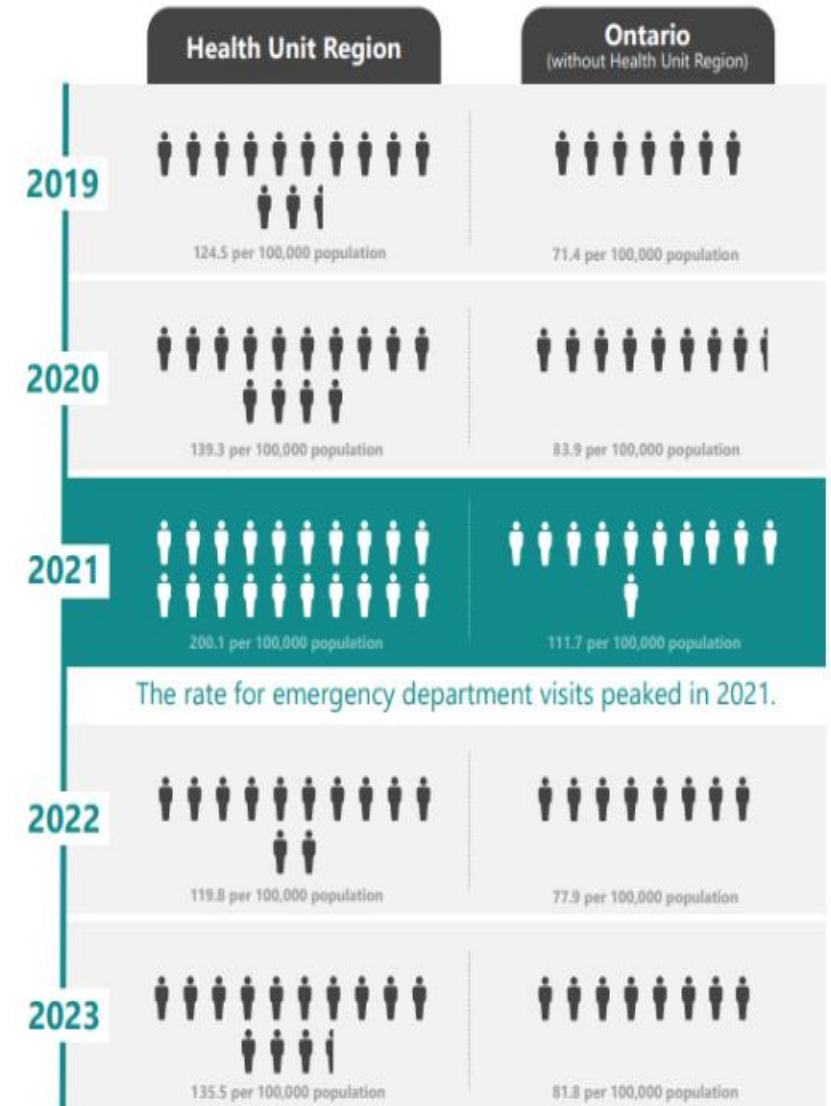 Health Unit Region
Ontario
(without Health Unit Region)
2019
124.5 per 100,000 population
71.4 per 100,000 population
2020
139.3 per 100,000 population
83.9 per 100,000 population
2021
200.1 per 100,000 population
111.7 per 100,000 population
The rate for emergency department visits peaked in 2021.
2022
119.8 per 100,000 population
77.9 per 100,000 population
2023
135.5 per 100,000 population
81.8 per 100,000 population